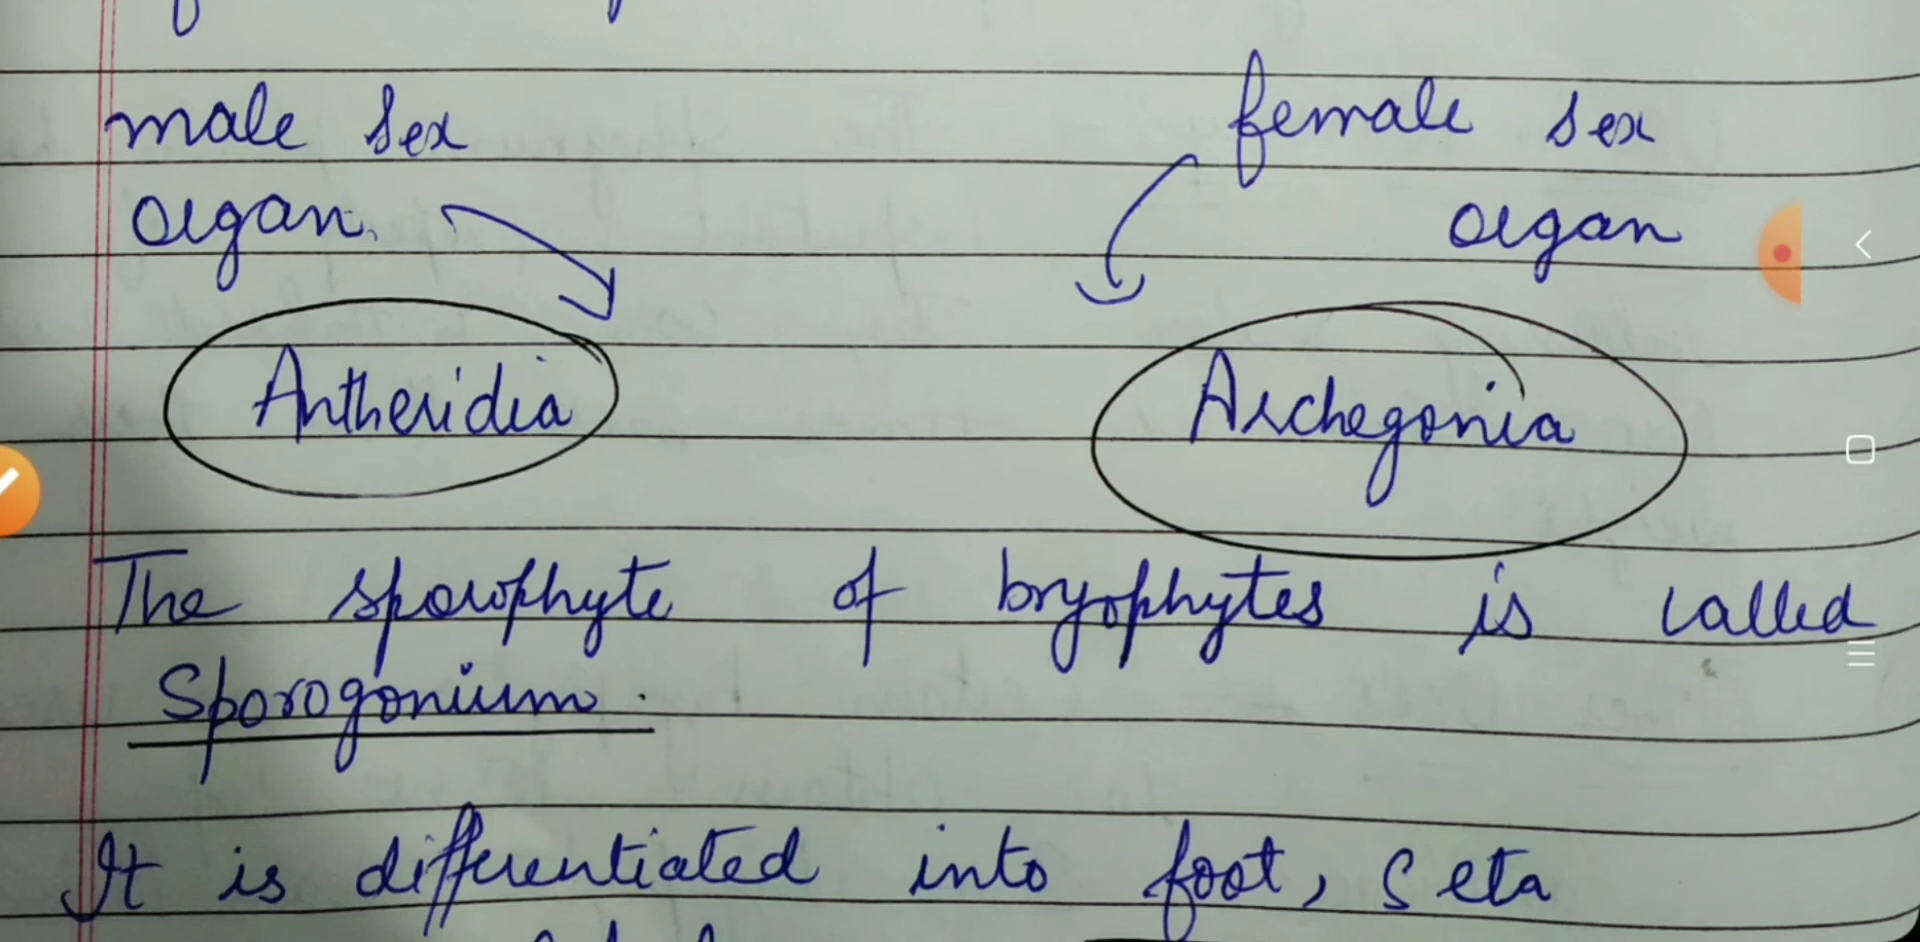 male sex
female sex
organ.
organ
Antheridia
Archegonia
The sporophyte of bryophytes is called
Sporogonium.
It is differentiated into foot, seta